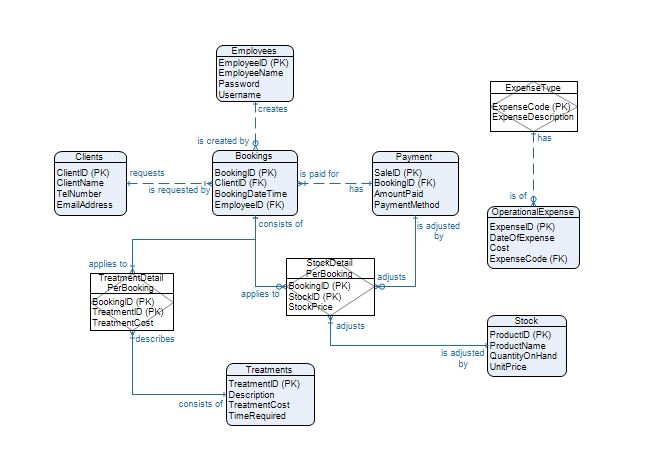 Employees
EmployeeID (PK)
EmployeeName
Password
Username
creates
is created by
ExpenseType
ExpenseCode (PK)
ExpenseDescription
has
is of
Clients
ClientID (PK)
ClientName
TelNumber
EmailAddress
requests
is requested by
Bookings
BookingID (PK)
ClientID (FK)
BookingDateTime
EmployeeID (FK)
is paid for
has
Payment
SaleID (PK)
BookingID (FK)
AmountPaid
PaymentMethod
OperationalExpense
ExpenseID (PK)
DateOfExpense
Cost
ExpenseCode (FK)
consists of
is adjusted
by
applies to
TreatmentDetail
PerBooking
BookingID (PK)
TreatmentID (PK)
TreatmentCost
describes
applies to
StockDetail
PerBooking
BookingID (PK)
StockID (PK)
StockPrice
adjusts
adjusts
Stock
ProductID (PK)
ProductName
QuantityOnHand
UnitPrice
is adjusted
by
Treatments
TreatmentID (PK)
Description
TreatmentCost
TimeRequired
consists of